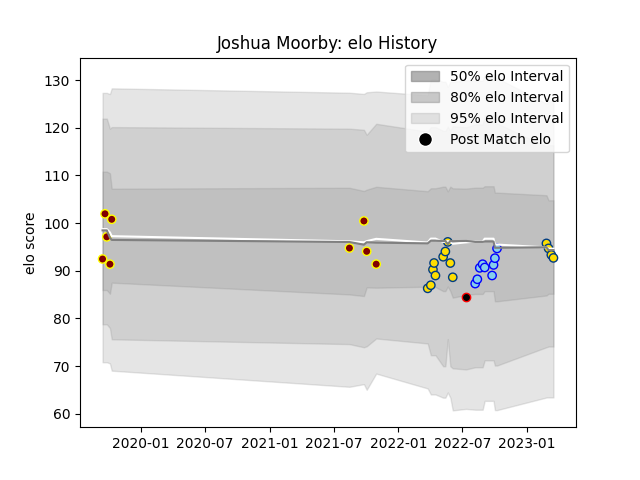 Joshua Moorby: elo History
50% elo Interval
80% elo Interval
95% elo Interval
Post Match elo
elo score
130
120
110
100
90
80
70
60
2020-01 2020-07 2021-01 2021-07 2022-01 2022-07 2023-01